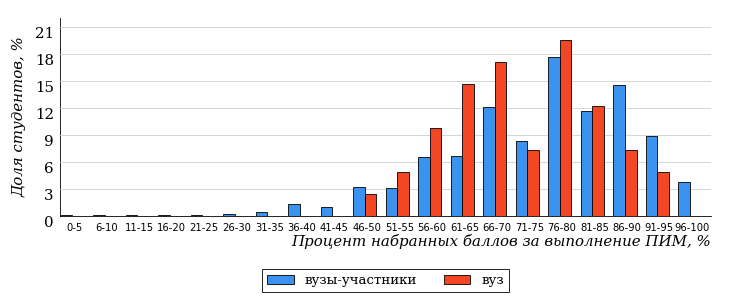 Доля студентов, %
21
18
15
12
9
6
3
0
0-5 6-10 11-15 16-20 21-25 26-30 31-35 36-40 41-45 46-50 51-55 56-60 61-65 66-70 71-75 76-80 81-85 86-90 91-95 96-100
Процент набранных баллов за выполнение ПИМ, %
вузы-участники вуз